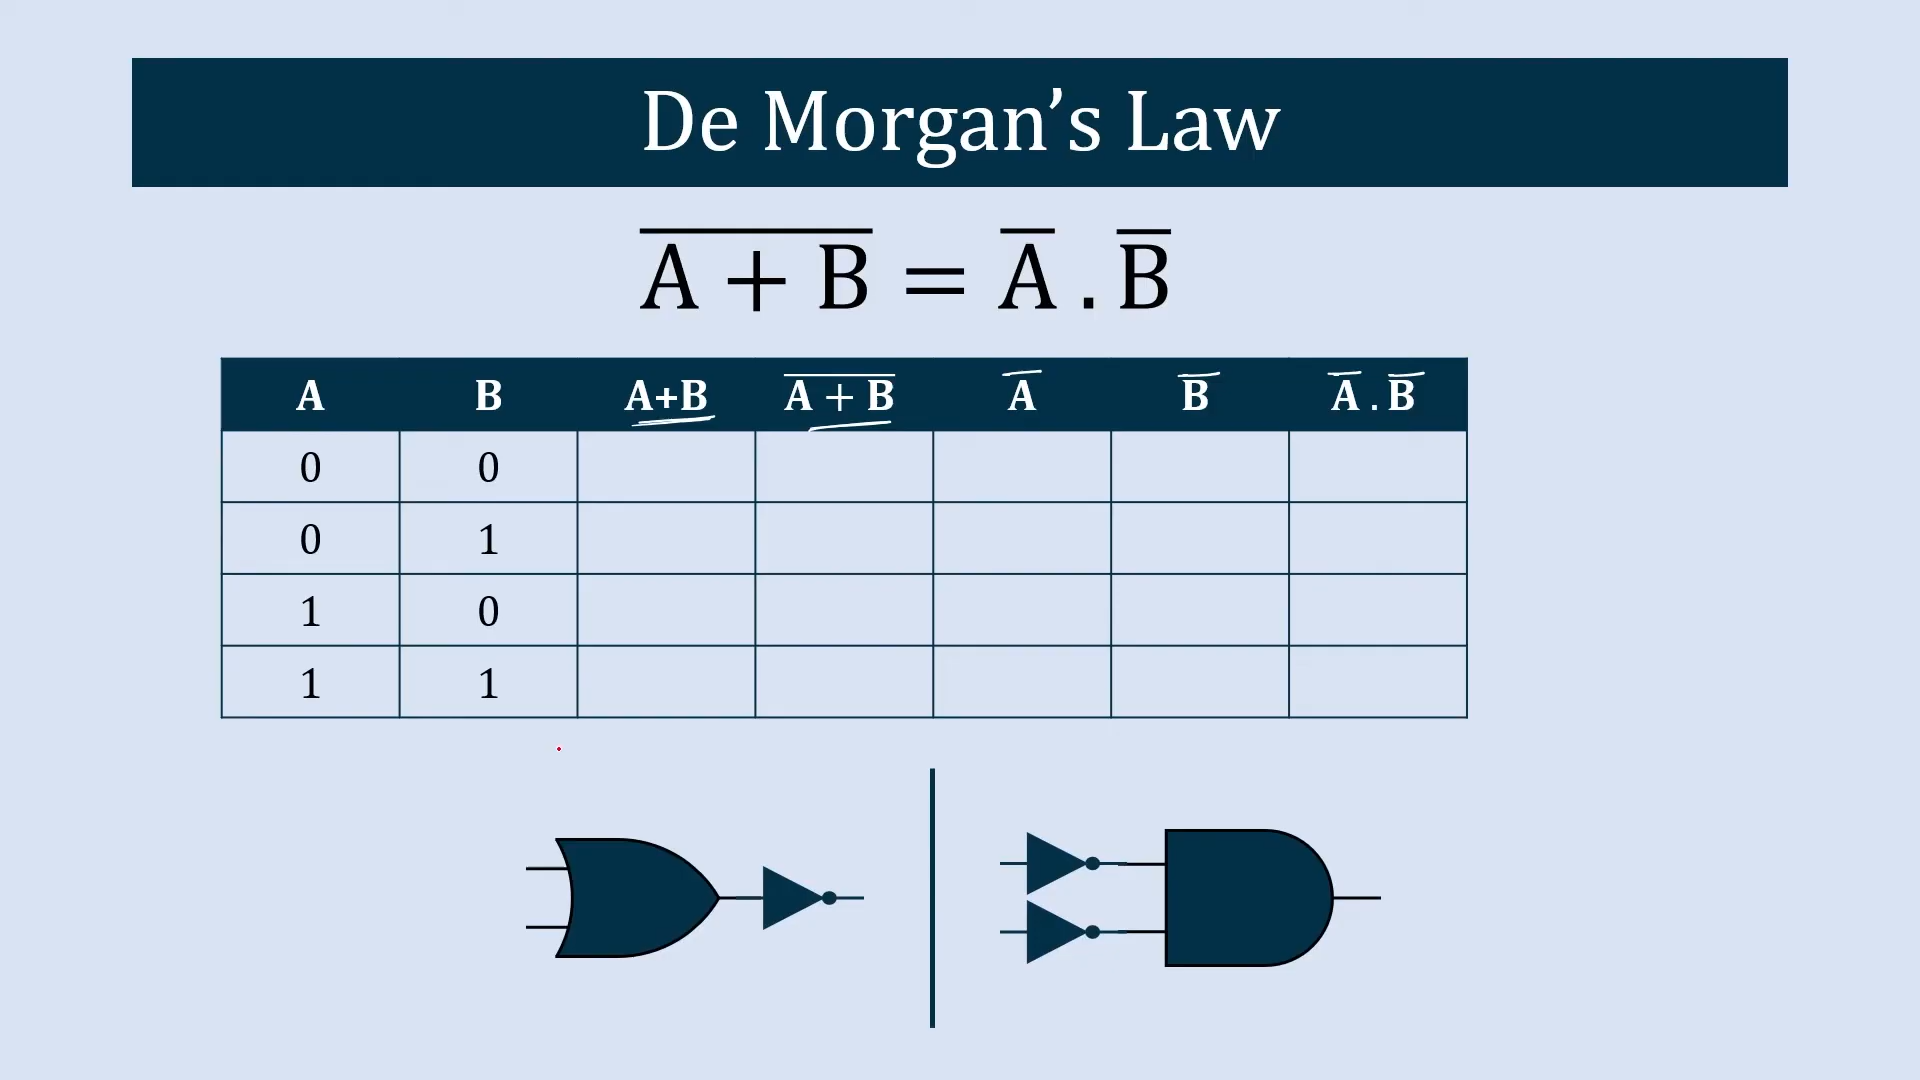 De Morgan’s Law
A̅ ̅+̅ ̅B̅ = A̅ . B̅
A B A+B A̅ ̅+̅ ̅B̅ A̅ B̅ A̅ . B̅
0 0
0 1
1 0
1 1